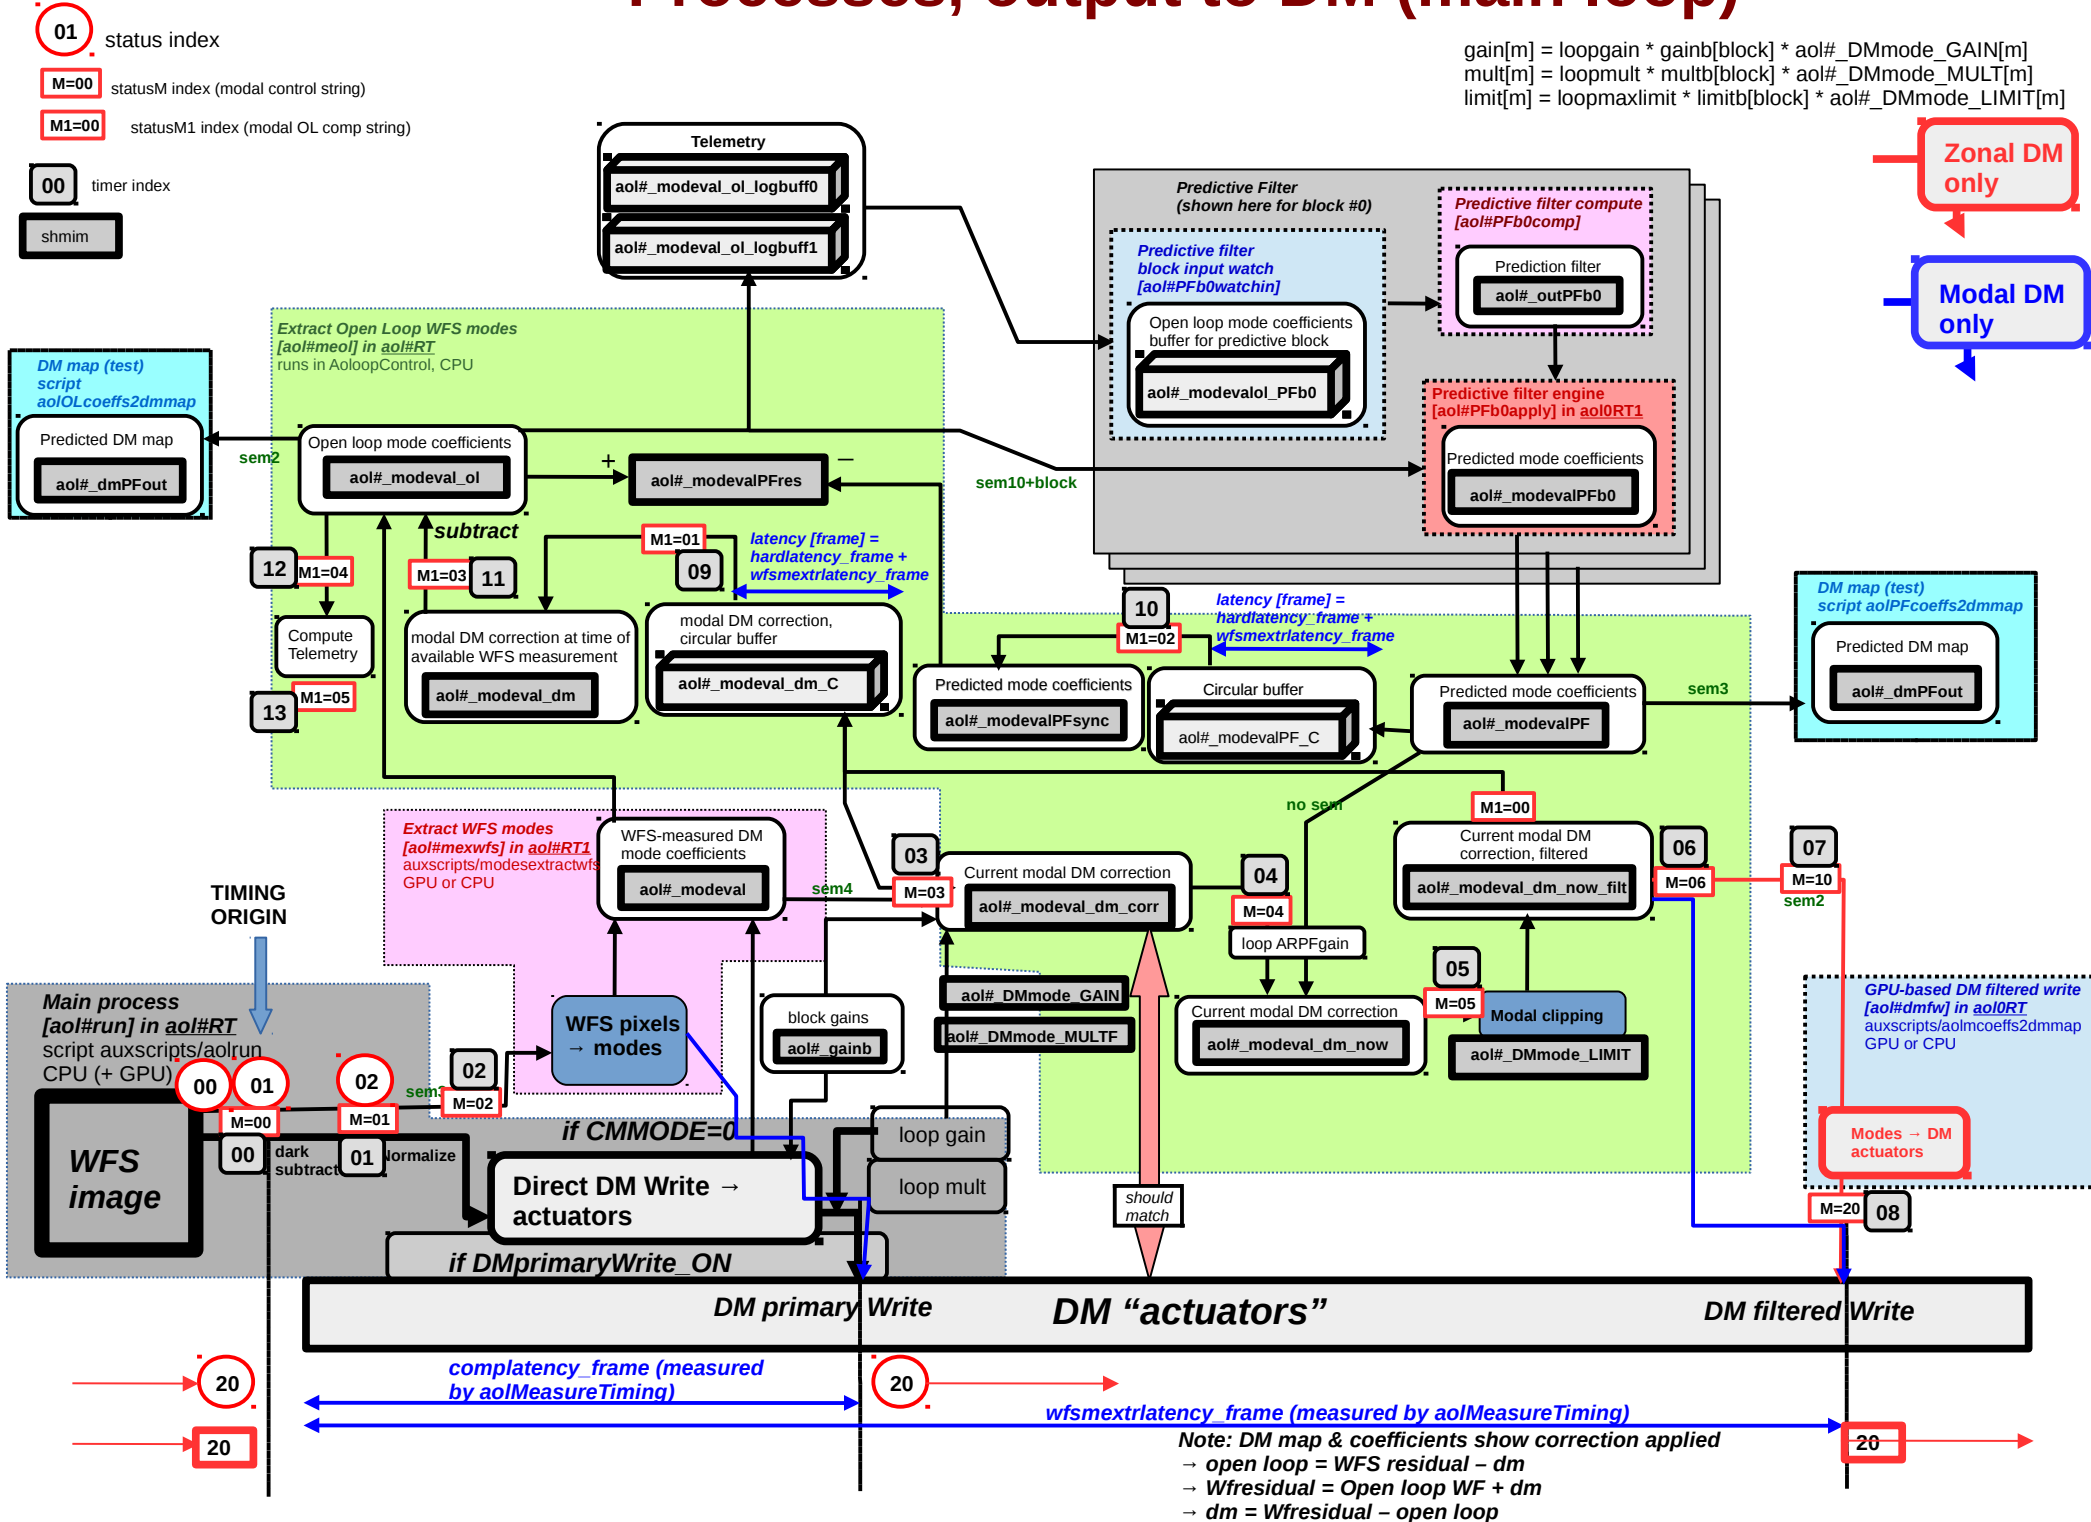 Processes, output to DM (main loop)
01 status index
M=00 statusM index (modal control string)
M1=00 statusM1 index (modal OL comp string)
00 timer index
shmim
gain[m] = loopgain * gainb[block] * aol#_DMmode_GAIN[m]
mult[m] = loopmult * multb[block] * aol#_DMmode_MULT[m]
limit[m] = loopmaxlimit * limitb[block] * aol#_DMmode_LIMIT[m]
Zonal DM
only
Modal DM
only
Telemetry
aol#_modeval_ol_logbuff0
aol#_modeval_ol_logbuff1
Predictive Filter
(shown here for block #0)
Predictive filter
block input watch
[aol#PFb0watchin]
Open loop mode coefficients
buffer for predictive block
aol#_modevalol_PFb0
Predictive filter compute
[aol#PFb0comp]
Prediction filter
aol#_outPFb0
Predictive filter engine
[aol#PFb0apply] in aol0RT1
Predicted mode coefficients
aol#_modevalPFb0
Extract Open Loop WFS modes
[aol#meol] in aol#RT
runs in AoloopControl, CPU
DM map (test)
script
aolOLcoeffs2dmmap
Predicted DM map
aol#_dmPFout
sem2
Open loop mode coefficients
aol#_modeval_ol
+
aol#_modevalPFres
_
sem10+block
subtract
12
M1=04
M1=03
11
M1=01
09
latency [frame] =
hardlatency_frame +
wfsmextrlatency_frame
Compute
Telemetry
13
M1=05
modal DM correction at time of
available WFS measurement
aol#_modeval_dm
modal DM correction,
circular buffer
aol#_modeval_dm_C
10
M1=02
latency [frame] =
hardlatency_frame +
wfsmextrlatency_frame
Predicted mode coefficients
aol#_modevalPFsync
Circular buffer
aol#_modevalPF_C
Predicted mode coefficients
aol#_modevalPF
sem3
DM map (test)
script aolPFcoeffs2dmmap
Predicted DM map
aol#_dmPFout
no sem
M1=00
Extract WFS modes
[aol#mexwfs] in aol#RT1
auxscripts/modesextractwfs
GPU or CPU
WFS-measured DM
mode coefficients
aol#_modeval
sem4
03
M=03
Current modal DM correction
aol#_modeval_dm_corr
04
M=04
loop ARPFgain
Current modal DM
correction, filtered
aol#_modeval_dm_now_filt
06
M=06
07
M=10
sem2
TIMING
ORIGIN
Main process
[aol#run] in aol#RT
script auxscripts/aolrun
CPU (+ GPU)
00
01
02
sem3
02
M=02
M=00
M=01
00
dark
subtract
01
Normalize
WFS
image
WFS pixels
→ modes
block gains
aol#_gainb
aol#_DMmode_GAIN
aol#_DMmode_MULTF
Current modal DM correction
aol#_modeval_dm_now
05
M=05
Modal clipping
aol#_DMmode_LIMIT
GPU-based DM filtered write
[aol#dmfw] in aol0RT
auxscripts/aolmcoeffs2dmmap
GPU or CPU
Modes → DM
actuators
M=20
08
if CMMODE=0
loop gain
loop mult
Direct DM Write →
actuators
if DMprimaryWrite_ON
should
match
DM primary Write
DM “actuators”
DM filtered Write
20
complatency_frame (measured
by aolMeasureTiming)
20
20
wfsmextrlatency_frame (measured by aolMeasureTiming)
20
Note: DM map & coefficients show correction applied
→ open loop = WFS residual – dm
→ Wfresidual = Open loop WF + dm
→ dm = Wfresidual – open loop